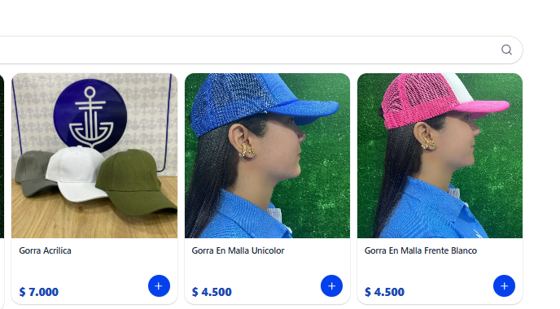 Gorra Acrilica
$ 7.000
Gorra En Malla Unicolor
$ 4.500
Gorra En Malla Frente Blanco
$ 4.500